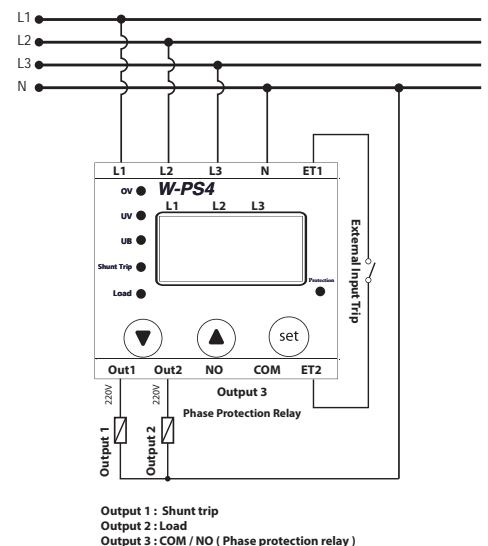 L1
L2
L3
N
L1 L2 L3 N ET1
OV W-PS4
L1 L2 L3
UV
UB
Shunt Trip
Load
Protection
External Input Trip
set
Out1 Out2 NO COM ET2
220V 220V
Output 3
Phase Protection Relay
Output 1
Output 2
Output 1 : Shunt trip
Output 2 : Load
Output 3 : COM / NO ( Phase protection relay )